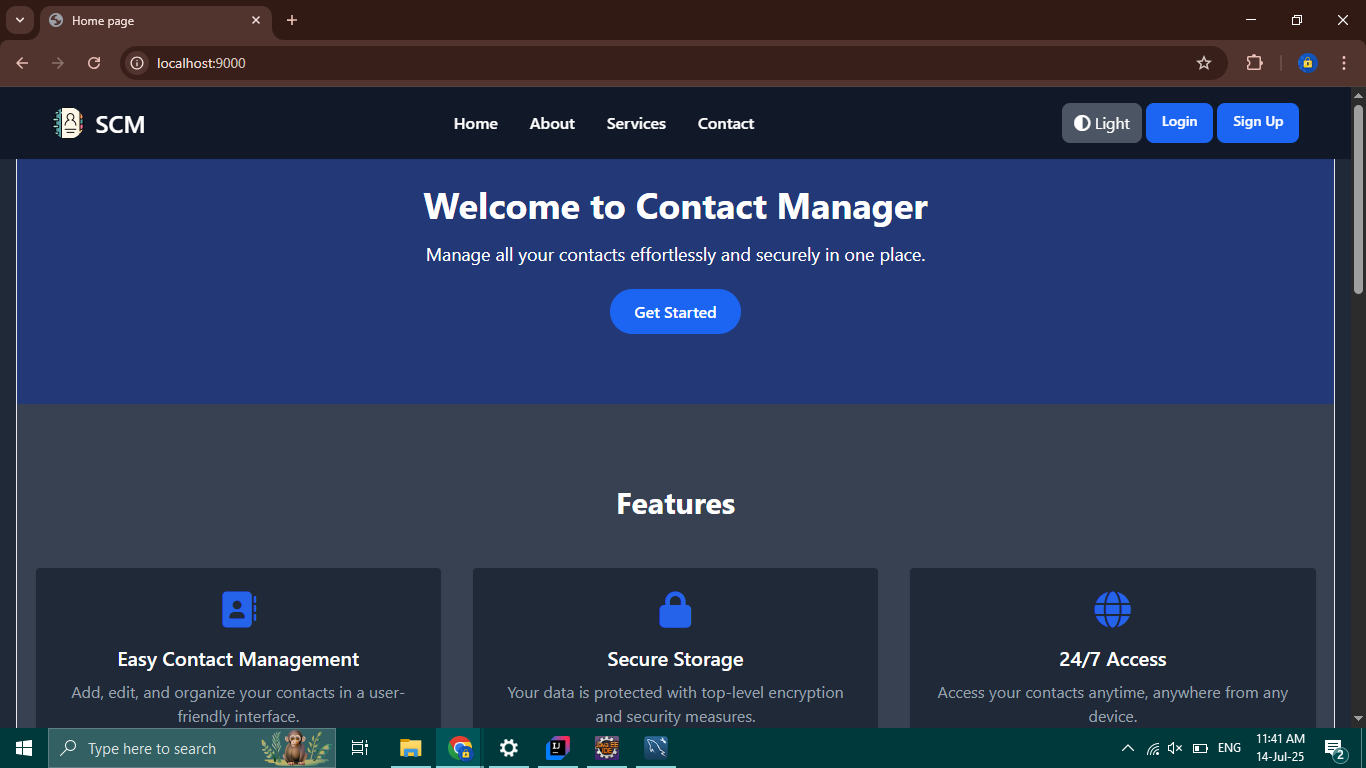 Home page
localhost:9000
SCM
Home
About
Services
Contact
Light
Login
Sign Up
Welcome to Contact Manager
Manage all your contacts effortlessly and securely in one place.
Get Started
Features
Easy Contact Management
Add, edit, and organize your contacts in a user-
friendly interface.
Secure Storage
Your data is protected with top-level encryption
and security measures.
24/7 Access
Access your contacts anytime, anywhere from any
device.
Type here to search
ENG
11:41 AM
14-Jul-25
2